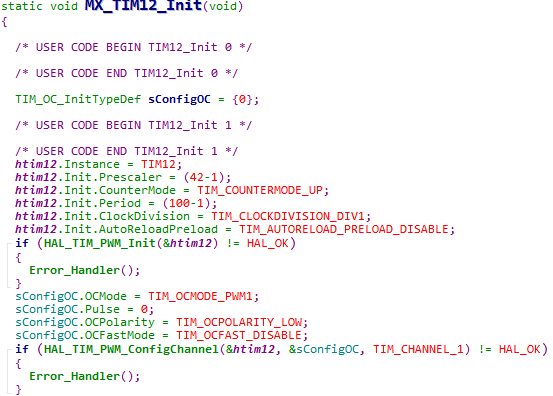 static void MX_TIM12_Init(void)
{
/* USER CODE BEGIN TIM12_Init 0 */
/* USER CODE END TIM12_Init 0 */
TIM_OC_InitTypeDef sConfigOC = {0};
/* USER CODE BEGIN TIM12_Init 1 */
/* USER CODE END TIM12_Init 1 */
htim12.Instance = TIM12;
htim12.Init.Prescaler = (42-1);
htim12.Init.CounterMode = TIM_COUNTERMODE_UP;
htim12.Init.Period = (100-1);
htim12.Init.ClockDivision = TIM_CLOCKDIVISION_DIV1;
htim12.Init.AutoReloadPreload = TIM_AUTORELOAD_PRELOAD_DISABLE;
if (HAL_TIM_PWM_Init(&htim12) != HAL_OK)
{
Error_Handler();
}
sConfigOC.OCMode = TIM_OCMODE_PWM1;
sConfigOC.Pulse = 0;
sConfigOC.OCPolarity = TIM_OCPOLARITY_LOW;
sConfigOC.OCFastMode = TIM_OCFAST_DISABLE;
if (HAL_TIM_PWM_ConfigChannel(&htim12, &sConfigOC, TIM_CHANNEL_1) != HAL_OK)
{
Error_Handler();
}